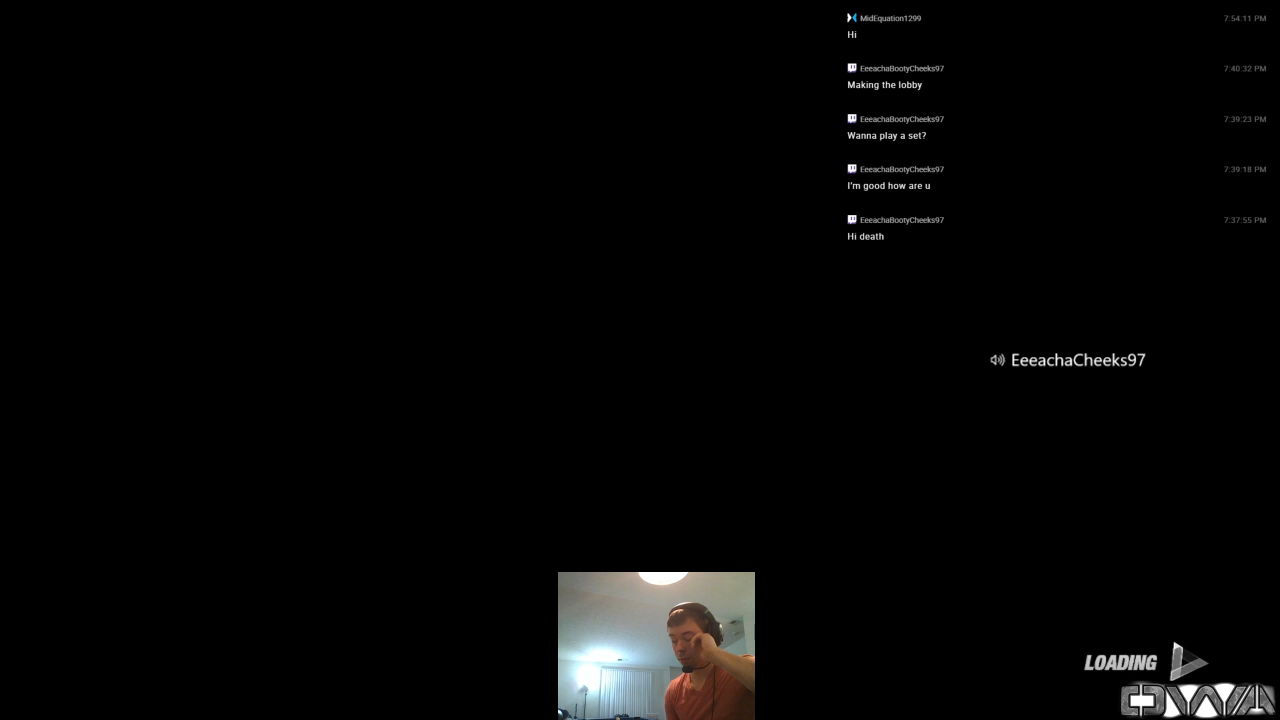 MidEquation1299 7:54:11 PM
Hi
EeeachaBootyCheeks97 7:40:32 PM
Making the lobby
EeeachaBootyCheeks97 7:39:23 PM
Wanna play a set?
EeeachaBootyCheeks97 7:39:18 PM
I'm good how are u
EeeachaBootyCheeks97 7:37:55 PM
Hi death
EeeachaCheeks97
LOADING